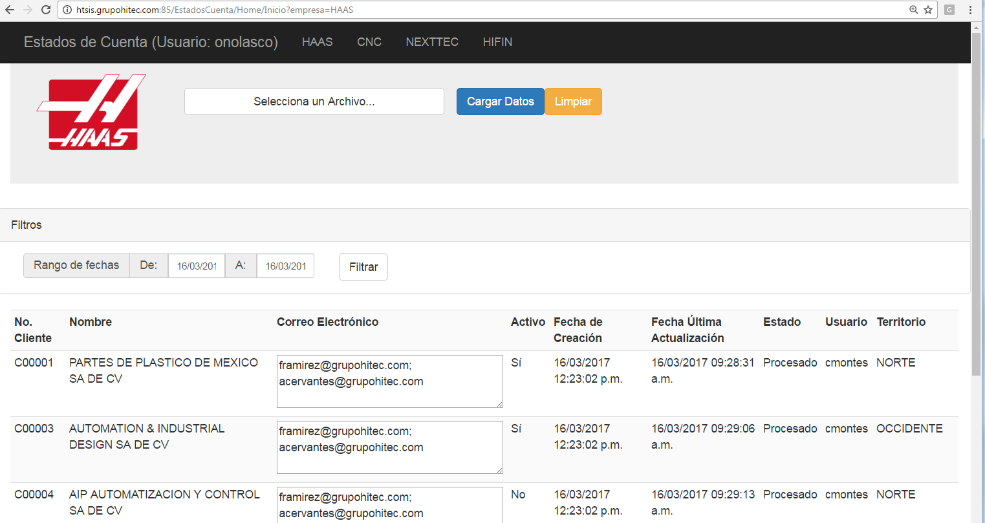 htsis.grupohitec.com:85/EstadosCuenta/Home/Inicio?empresa=HAAS
Estados de Cuenta (Usuario: onolasco) HAAS CNC NEXTTEC HIFIN
HAAS
Selecciona un Archivo... Cargar Datos Limpiar
Filtros
Rango de fechas De: 16/03/201 A: 16/03/201 Filtrar
No. Cliente Nombre Correo Electrónico Activo Fecha de Creación Fecha Última Actualización Estado Usuario Territorio
C00001 PARTES DE PLASTICO DE MEXICO framirez@grupohitec.com; Sí 16/03/2017 16/03/2017 09:28:31 Procesado cmontes NORTE
SA DE CV acervantes@grupohitec.com 12:23:02 p.m. a.m.
C00003 AUTOMATION & INDUSTRIAL framirez@grupohitec.com; Sí 16/03/2017 16/03/2017 09:29:06 Procesado cmontes OCCIDENTE
DESIGN SA DE CV acervantes@grupohitec.com 12:23:02 p.m. a.m.
C00004 AIP AUTOMATIZACION Y CONTROL framirez@grupohitec.com; No 16/03/2017 16/03/2017 09:29:13 Procesado cmontes NORTE
SA DE CV acervantes@grupohitec.com 12:23:02 p.m. a.m.